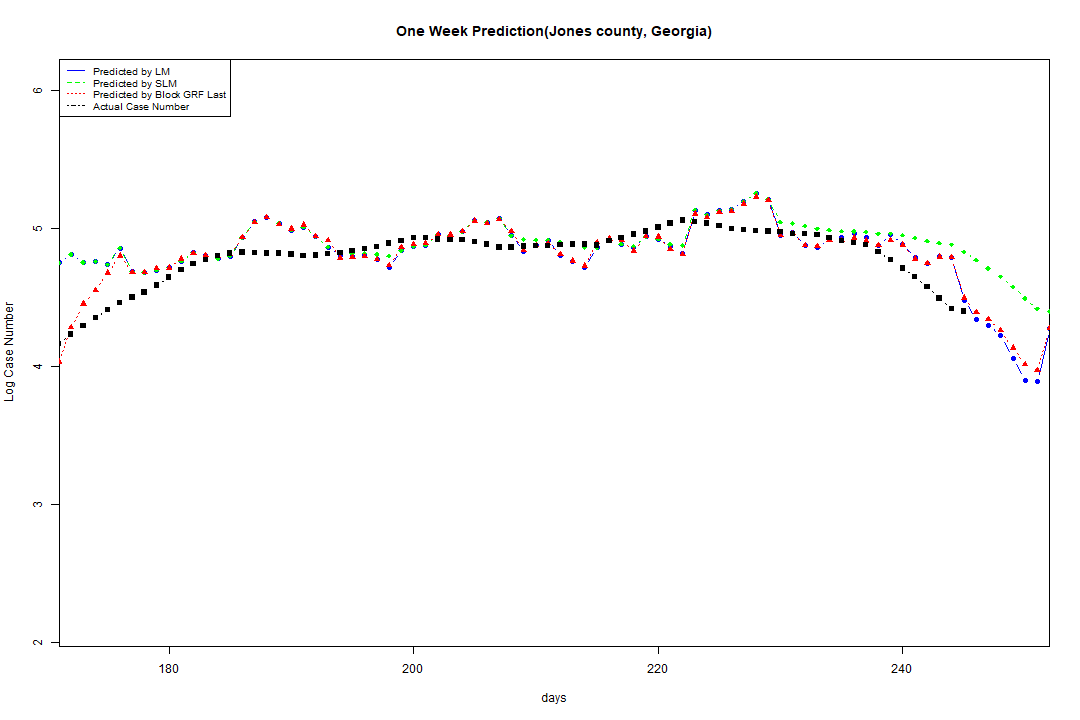 One Week Prediction(Jones county, Georgia)
Predicted by LM
Predicted by SLM
Predicted by Block GRF Last
Actual Case Number
6
5
4
3
2
Log Case Number
180 200 220 240
days